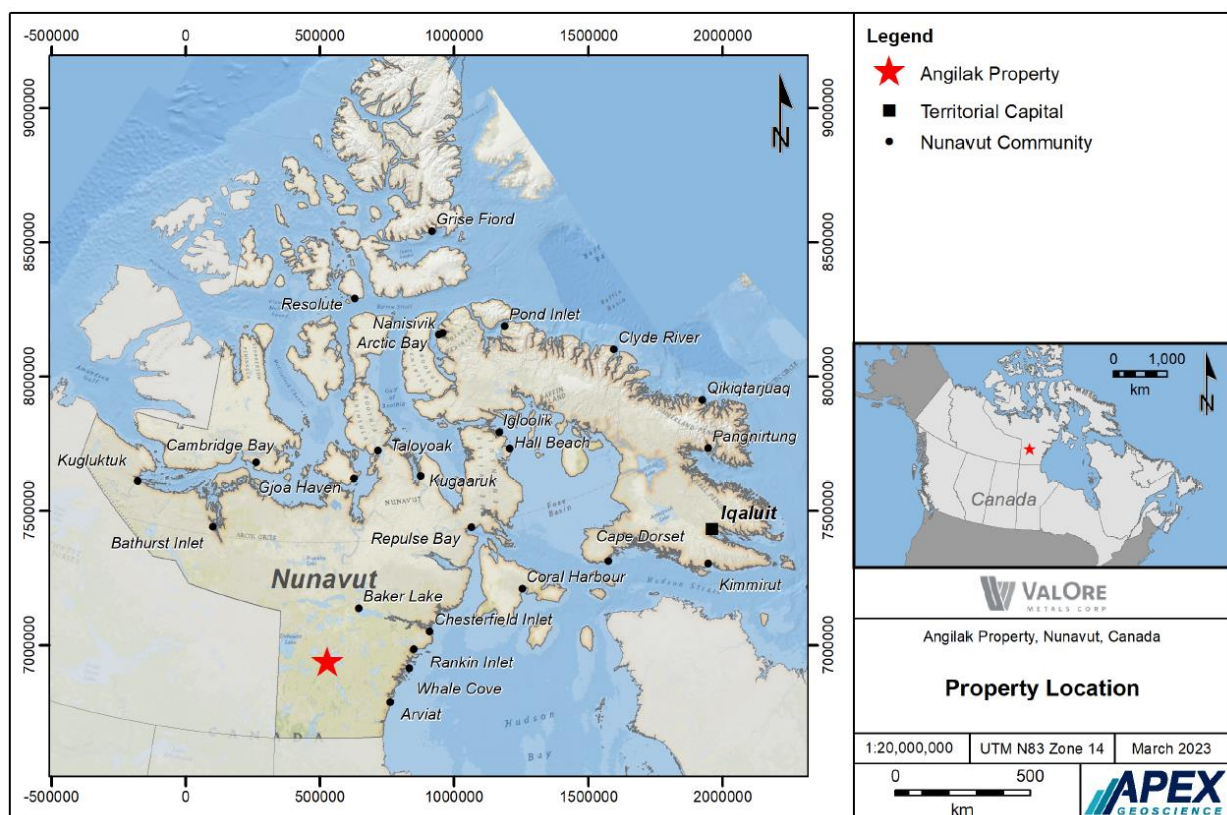 -500000 0 500000 1000000 1500000 2000000
9000000
8500000
8000000
7500000
7000000
9000000
8500000
8000000
7500000
7000000
N
Grise Fiord
Resolute
Nanisivik
Pond Inlet
Arctic Bay
Clyde River
Qikiqtarjuaq
Igloolik
Cambridge Bay
Taloyoak
Hall Beach
Pangnirtung
Kugluktuk
Gjoa Haven
Kugaaruk
NUNAVUT
Iqaluit
Bathurst Inlet
Repulse Bay
Cape Dorset
Nunavut
Coral Harbour
Kimmirut
Baker Lake
Chesterfield Inlet
Rankin Inlet
Whale Cove
Arviat
Hudson
Bay
CANADA
-500000 0 500000 1000000 1500000 2000000
Legend
Angilak Property
Territorial Capital
Nunavut Community
0 1,000
km
N
Canada
VALORE
METALS CORP
Angilak Property, Nunavut, Canada
Property Location
1:20,000,000 UTM N83 Zone 14 March 2023
0 500
km
APEX
GEOSCIENCE